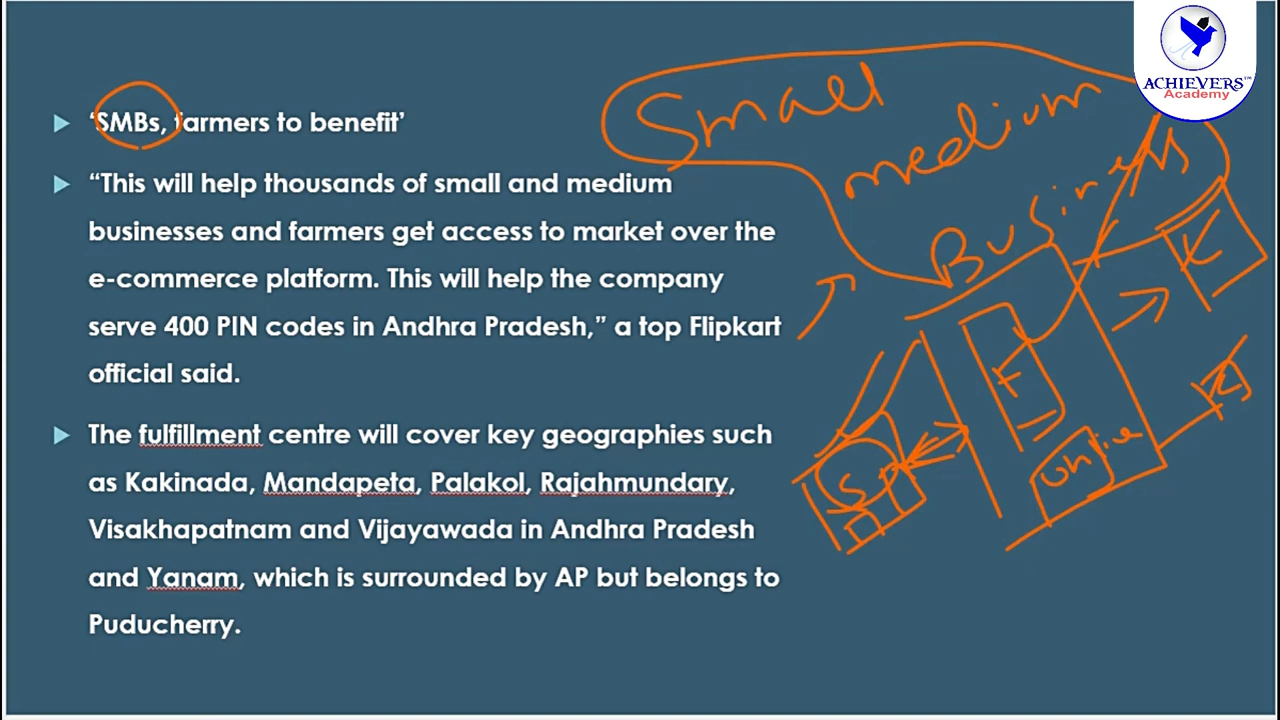 ACHIEVERS™
Academy
‘SMBs, farmers to benefit’
“This will help thousands of small and medium
businesses and farmers get access to market over the
e-commerce platform. This will help the company
serve 400 PIN codes in Andhra Pradesh,” a top Flipkart
official said.
The fulfillment centre will cover key geographies such
as Kakinada, Mandapeta, Palakol, Rajahmundary,
Visakhapatnam and Vijayawada in Andhra Pradesh
and Yanam, which is surrounded by AP but belongs to
Puducherry.
Small
medium
Business
F
K